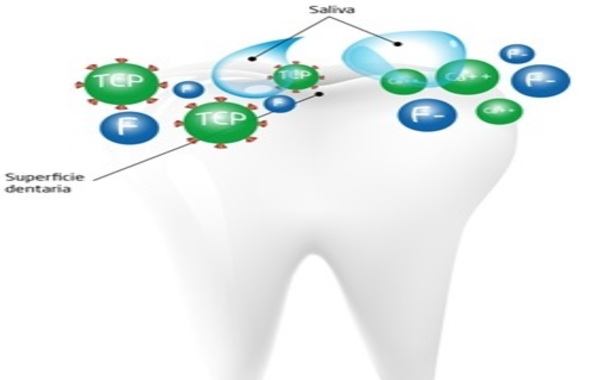 Saliva
TCP
TCP
F
F
F
TCP
Ca++
Ca++
F-
F-
F-
Ca++
Superficie
dentaria